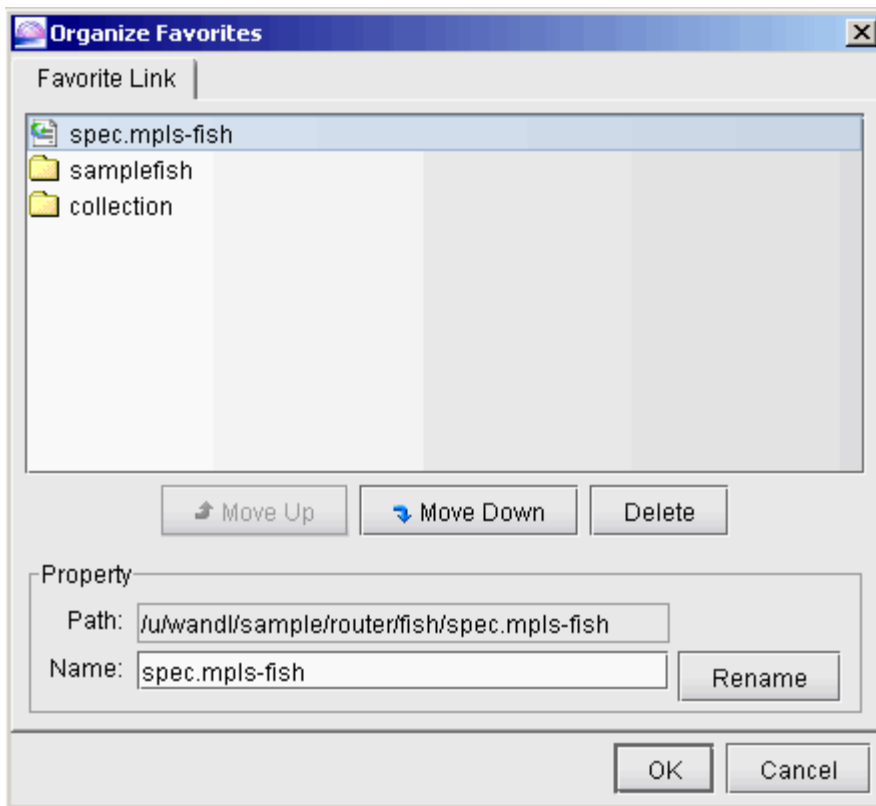 Organize Favorites
Favorite Link
spec.mpls-fish
samplefish
collection
Move Up Move Down Delete
Property
Path: /u/wandl/sample/router/fish/spec.mpls-fish
Name: spec.mpls-fish Rename
OK Cancel